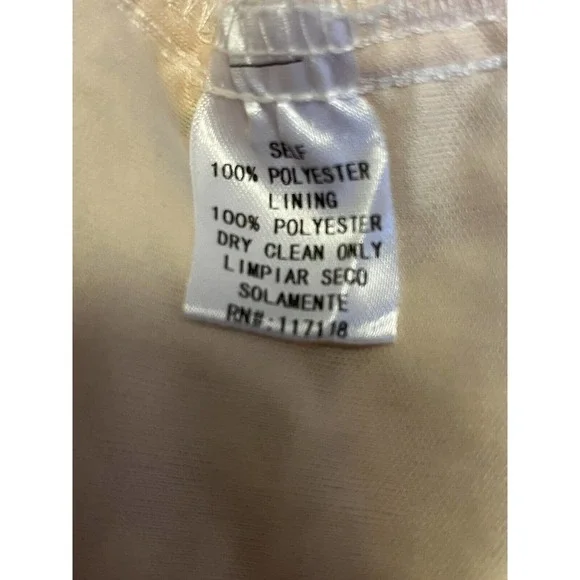 SELF
100% POLYESTER
LINING
100% POLYESTER
DRY CLEAN ONLY
LIMPIAR SECO
SOLAMENTE
RN#:117118